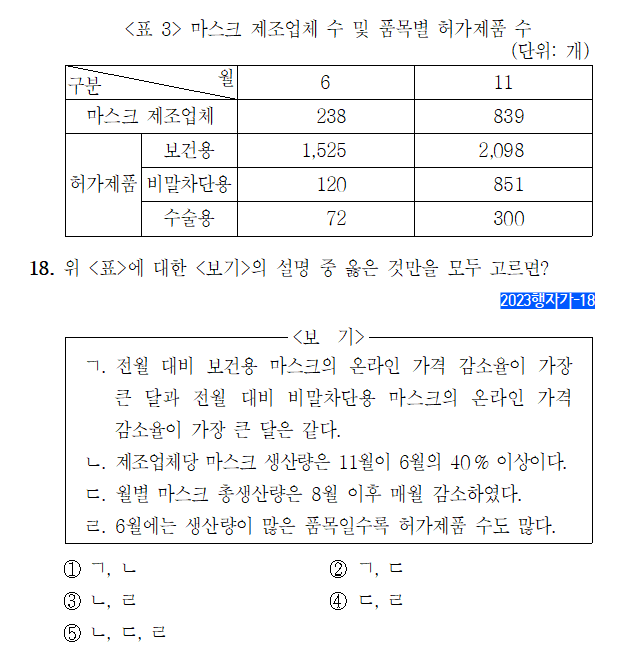 <표 3> 마스크 제조업체 수 및 품목별 허가제품 수
(단위: 개)
구분 월 6 11
마스크 제조업체 238 839
허가제품 보건용 1,525 2,098
비말차단용 120 851
수술용 72 300
18. 위 <표>에 대한 <보기>의 설명 중 옳은 것만을 모두 고르면?
2023행자가-18
<보 기>
ㄱ. 전월 대비 보건용 마스크의 온라인 가격 감소율이 가장
큰 달과 전월 대비 비말차단용 마스크의 온라인 가격
감소율이 가장 큰 달은 같다.
ㄴ. 제조업체당 마스크 생산량은 11월이 6월의 40% 이상이다.
ㄷ. 월별 마스크 총생산량은 8월 이후 매월 감소하였다.
ㄹ. 6월에는 생산량이 많은 품목일수록 허가제품 수도 많다.
① ㄱ, ㄴ ② ㄱ, ㄷ
③ ㄴ, ㄹ ④ ㄷ, ㄹ
⑤ ㄴ, ㄷ, ㄹ